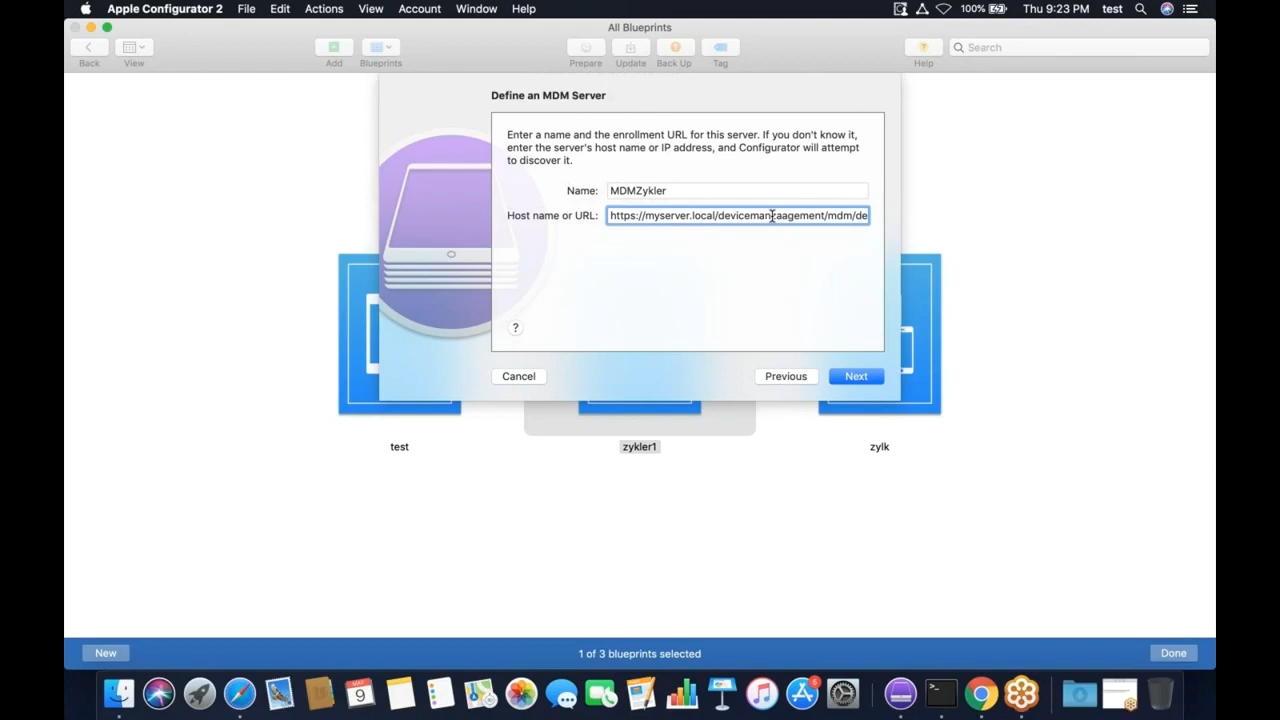 Apple Configurator 2 File Edit Actions View Account Window Help 100% Thu 9:23 PM test
All Blueprints
Search
Back View Add Blueprints Prepare Update Back Up Tag Help
Define an MDM Server
Enter a name and the enrollment URL for this server. If you don't know it,
enter the server's host name or IP address, and Configurator will attempt
to discover it.
Name: MDMZykler
Host name or URL: https://myserver.local/devicemanaagement/mdm/de
?
Cancel Previous Next
test zykler1 zylk
New 1 of 3 blueprints selected Done
MAY
9
6